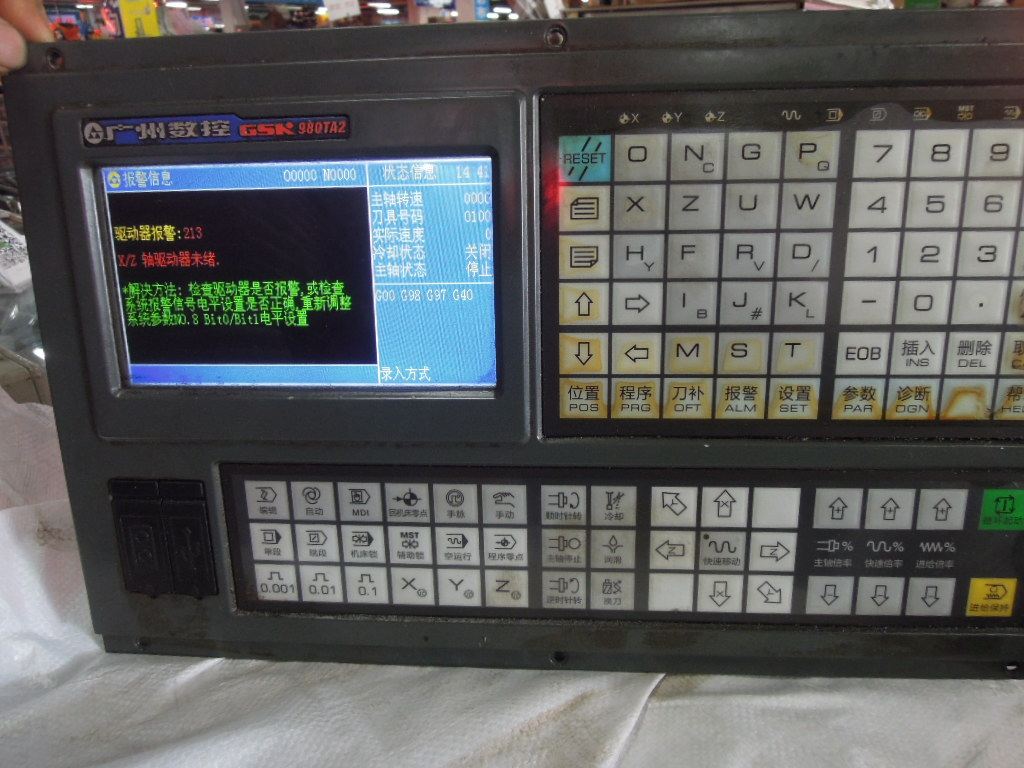 广州数控 GSK 980TA2
报警信息 O0000 N0000
状态信息 14 41
驱动器报警:213
X/Z 轴驱动器未绪.
*解决方法: 检查驱动器是否报警,或检查
系统报警信号电平设置是否正确,重新调整
系统参数NO.8 Bit0/Bit1电平设置
主轴转速 0000
刀具号码 0100
实际速度 0
冷却状态 关闭
主轴状态 停止
G00 G98 G97 G40
录入方式
X Y Z
MST
RESET O N C G P Q 7 8 9
X Z U W 4 5 6
H Y F R V D / 1 2 3
I B J # K L - 0 .
M S T EOB 插入 INS 删除 DEL
位置 POS 程序 PRG 刀补 OFT 报警 ALM 设置 SET 参数 PAR 诊断 DGN
编辑 自动 MDI 回机床零点 手脉 手动 顺时针转 冷却
单段 跳段 机床锁 MST 辅助锁 空运行 程序零点 主轴停止 润滑
0.001 0.01 0.1 X Y Z 逆时针转 换刀
X
Z 快速移动 Z
X
% % %
主轴倍率 快速倍率 进给倍率
循环起动
进给保持